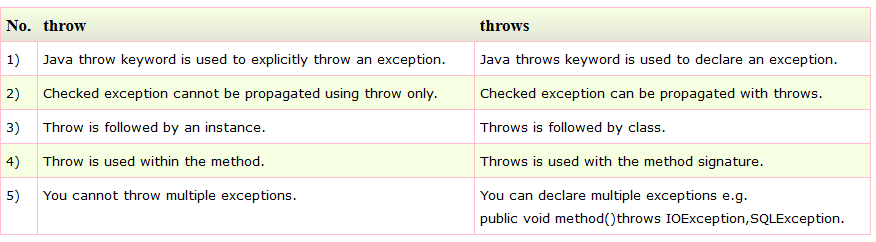 No. throw throws
1) Java throw keyword is used to explicitly throw an exception. Java throws keyword is used to declare an exception.
2) Checked exception cannot be propagated using throw only. Checked exception can be propagated with throws.
3) Throw is followed by an instance. Throws is followed by class.
4) Throw is used within the method. Throws is used with the method signature.
5) You cannot throw multiple exceptions. You can declare multiple exceptions e.g.
public void method()throws IOException,SQLException.